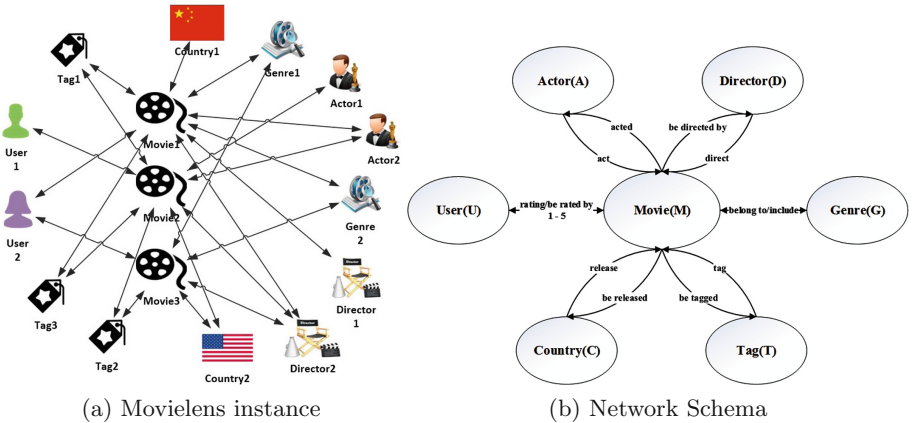 Country1
Tag1
Genre1
Actor1
User
1
Movie1
Actor2
Movie2
User
2
Genre
2
Movie3
Director
Director
1
Tag3
Director
Tag2
Country2
Director2
(a) Movielens instance
Actor(A)
Director(D)
acted
be directed by
act
direct
User(U)
rating/be rated by
1 - 5
Movie(M)
belong to/include
Genre(G)
release
tag
be released
be tagged
Country(C)
Tag(T)
(b) Network Schema